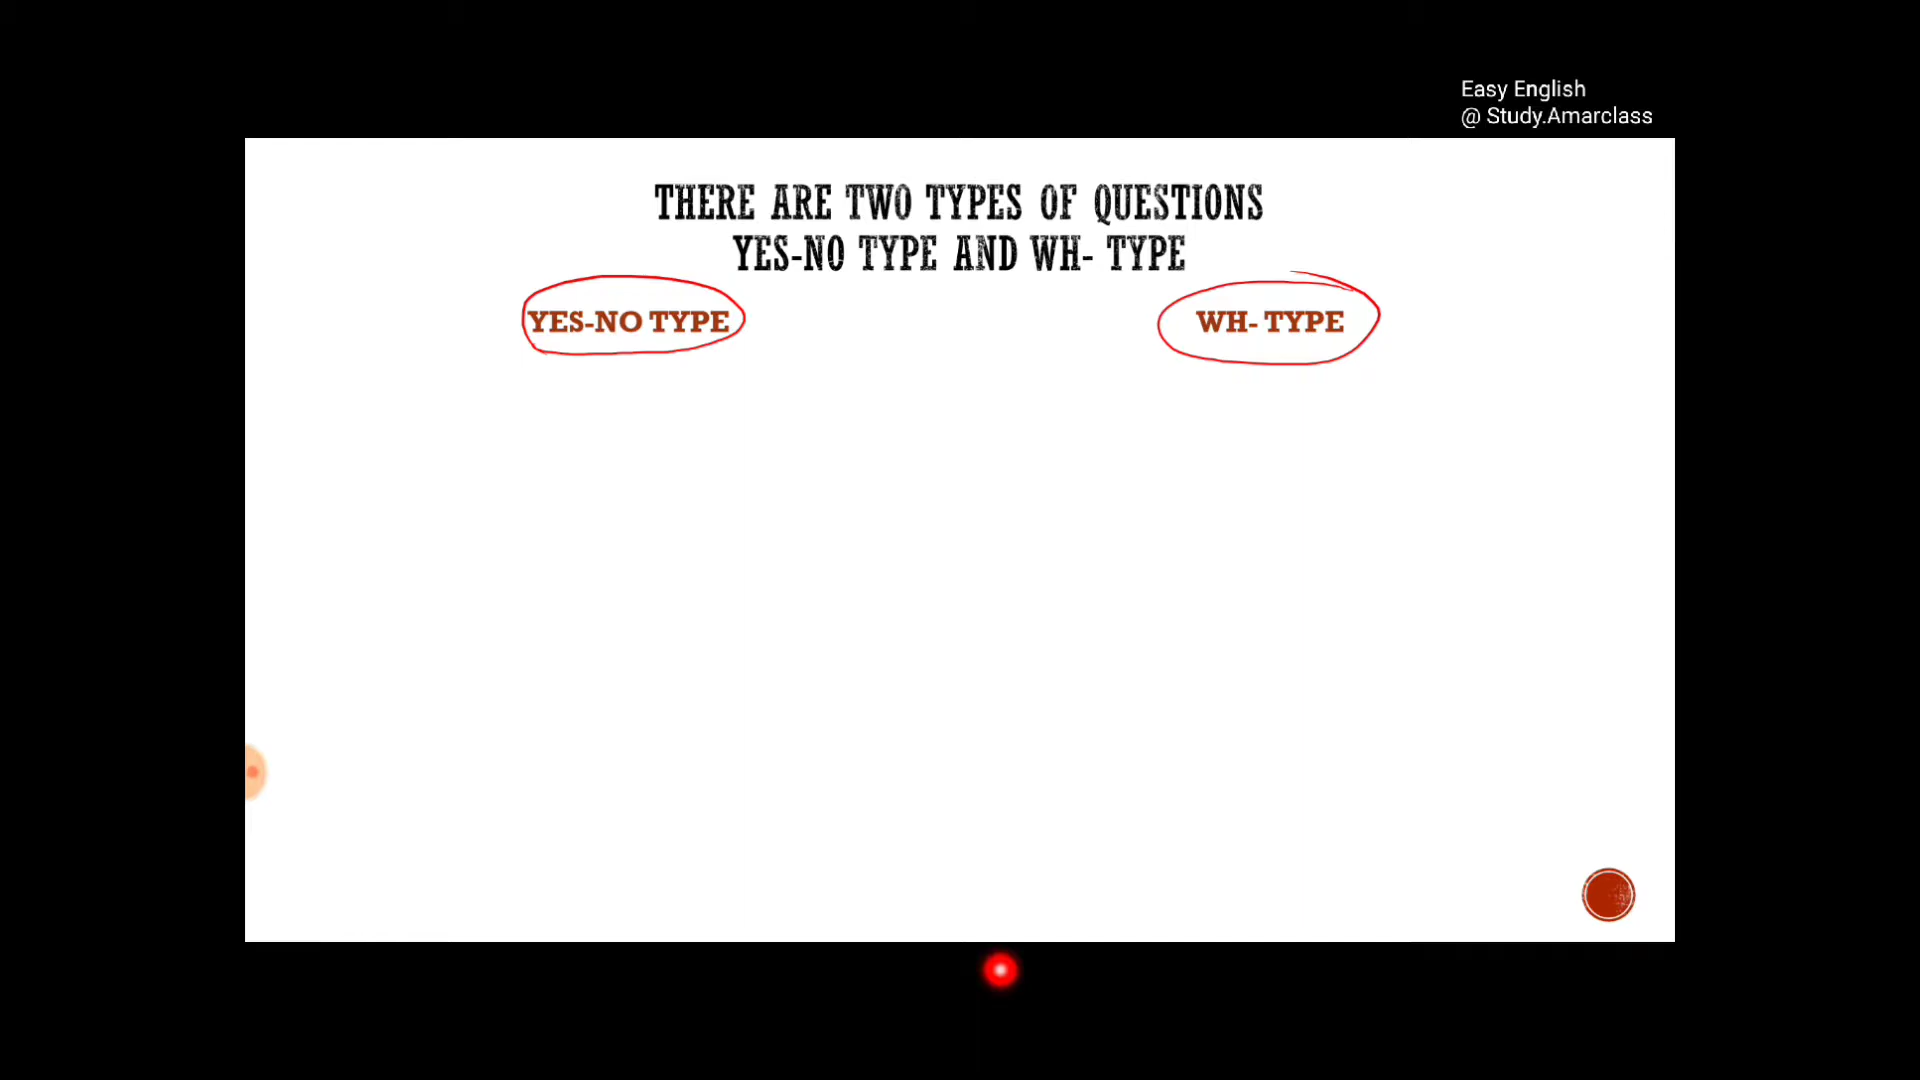 Easy English
@ Study.Amarclass
THERE ARE TWO TYPES OF QUESTIONS
YES-NO TYPE AND WH- TYPE
YES-NO TYPE
WH- TYPE